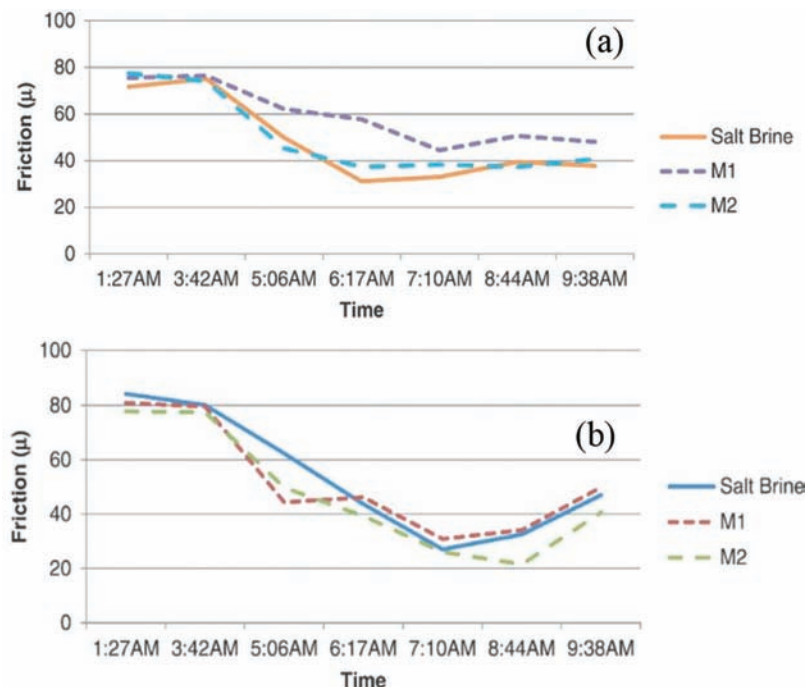 (a)
Friction (μ)
100
80
60
40
20
0
1:27AM 3:42AM 5:06AM 6:17AM 7:10AM 8:44AM 9:38AM
Time
Salt Brine
M1
M2
(b)
Friction (μ)
100
80
60
40
20
0
1:27AM 3:42AM 5:06AM 6:17AM 7:10AM 8:44AM 9:38AM
Time
Salt Brine
M1
M2